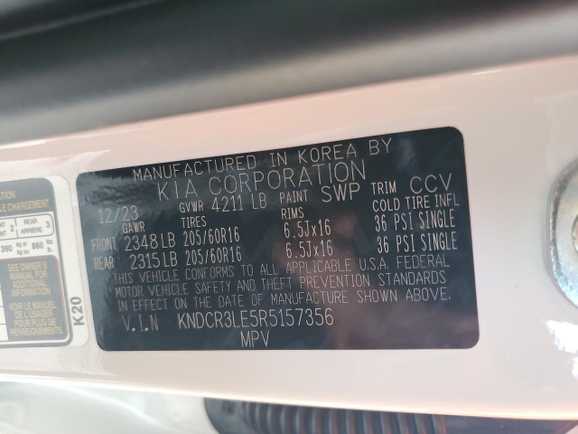 MANUFACTURED IN KOREA BY
KIA CORPORATION
12/23 GVWR 4211 LB PAINT SWP TRIM CCV
GAWR TIRES RIMS COLD TIRE INFL
FRONT 2348 LB 205/60R16 6.5Jx16 36 PSI SINGLE
REAR 2315 LB 205/60R16 6.5Jx16 36 PSI SINGLE
THIS VEHICLE CONFORMS TO ALL APPLICABLE U.S.A. FEDERAL
MOTOR VEHICLE SAFETY AND THEFT PREVENTION STANDARDS
IN EFFECT ON THE DATE OF MANUFACTURE SHOWN ABOVE.
V.I.N KNDCR3LE5R5157356
MPV
K20
REAR
ARRIERE 3